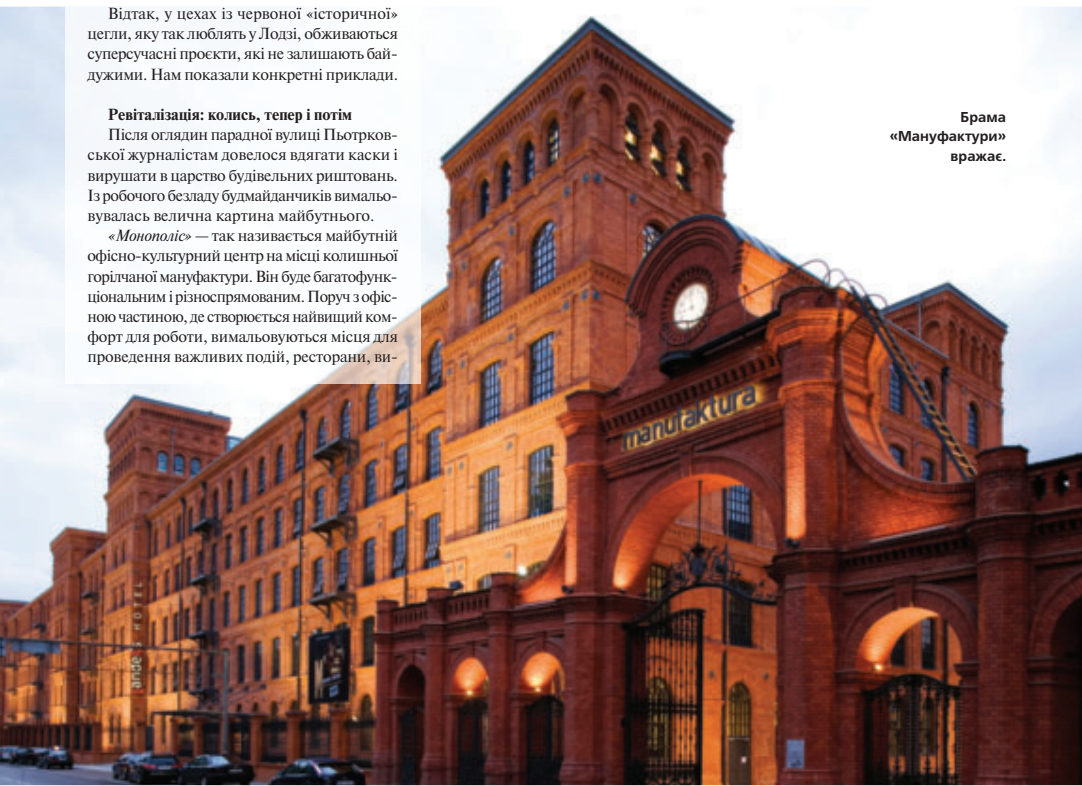 Відтак, у цехах із червоної «історичної»
цегли, яку так люблять у Лодзі, обживаються
суперсучасні проєкти, які не залишають бай-
дужими. Нам показали конкретні приклади.
Ревіталізація: колись, тепер і потім
Після оглядин парадної вулиці Пьотрков-
ської журналістам довелося вдягати каски і
вирушати в царство будівельних риштовань.
Із робочого безладу будмайданчиків вимальо-
вувалась велична картина майбутнього.
«Монополіс» — так називається майбутній
офісно-культурний центр на місці колишньої
горілчаної мануфактури. Він буде багатофунк-
ціональним і різноспрямованим. Поруч з офіс-
ною частиною, де створюється найвищий ком-
форт для роботи, вимальовуються місця для
проведення важливих подій, ресторани, ви-
Брама
«Мануфактури»
вражає.
manufaktura
andel's HOTEL